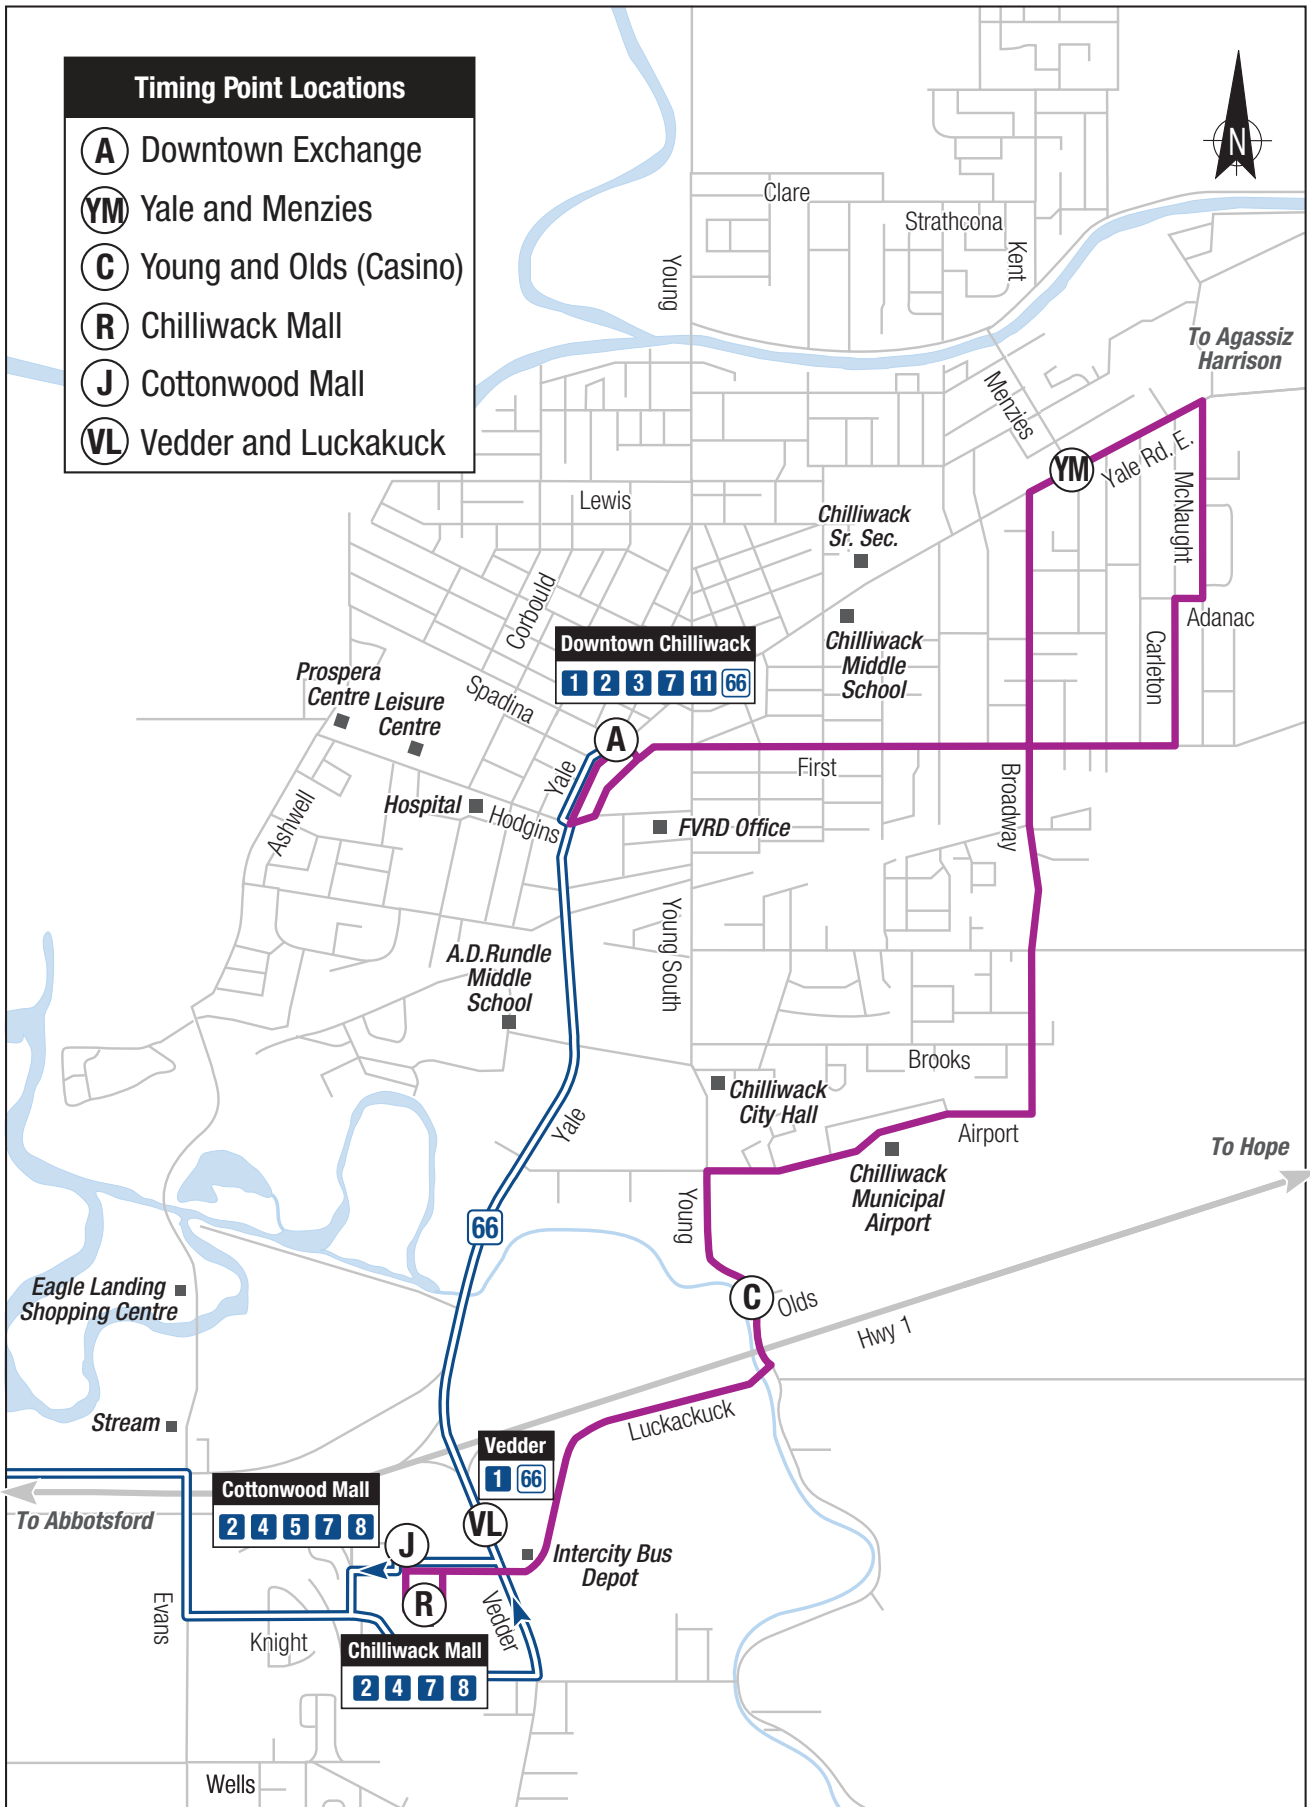 Timing Point Locations
A Downtown Exchange
YM Yale and Menzies
C Young and Olds (Casino)
R Chilliwack Mall
J Cottonwood Mall
VL Vedder and Luckakuck
N
Clare
Strathcona
Kent
Young
To Agassiz
Harrison
Menzies
YM
Yale Rd. E.
McNaught
Lewis
Chilliwack
Sr. Sec.
Corbould
Adanac
Downtown Chilliwack
1 2 3 7 11 66
Chilliwack
Middle
School
Carleton
Prospera
Centre
Leisure
Centre
Spadina
A
First
Yale
Broadway
Ashwell
Hospital
Hodgins
FVRD Office
Young South
A.D.Rundle
Middle
School
Brooks
Chilliwack
City Hall
Yale
Airport
To Hope
Chilliwack
Municipal
Airport
Young
66
Eagle Landing
Shopping Centre
C
Olds
Hwy 1
Stream
Luckackuck
Vedder
1 66
Cottonwood Mall
2 4 5 7 8
To Abbotsford
VL
J
Intercity Bus
Depot
R
Evans
Vedder
Knight
Chilliwack Mall
2 4 7 8
Wells